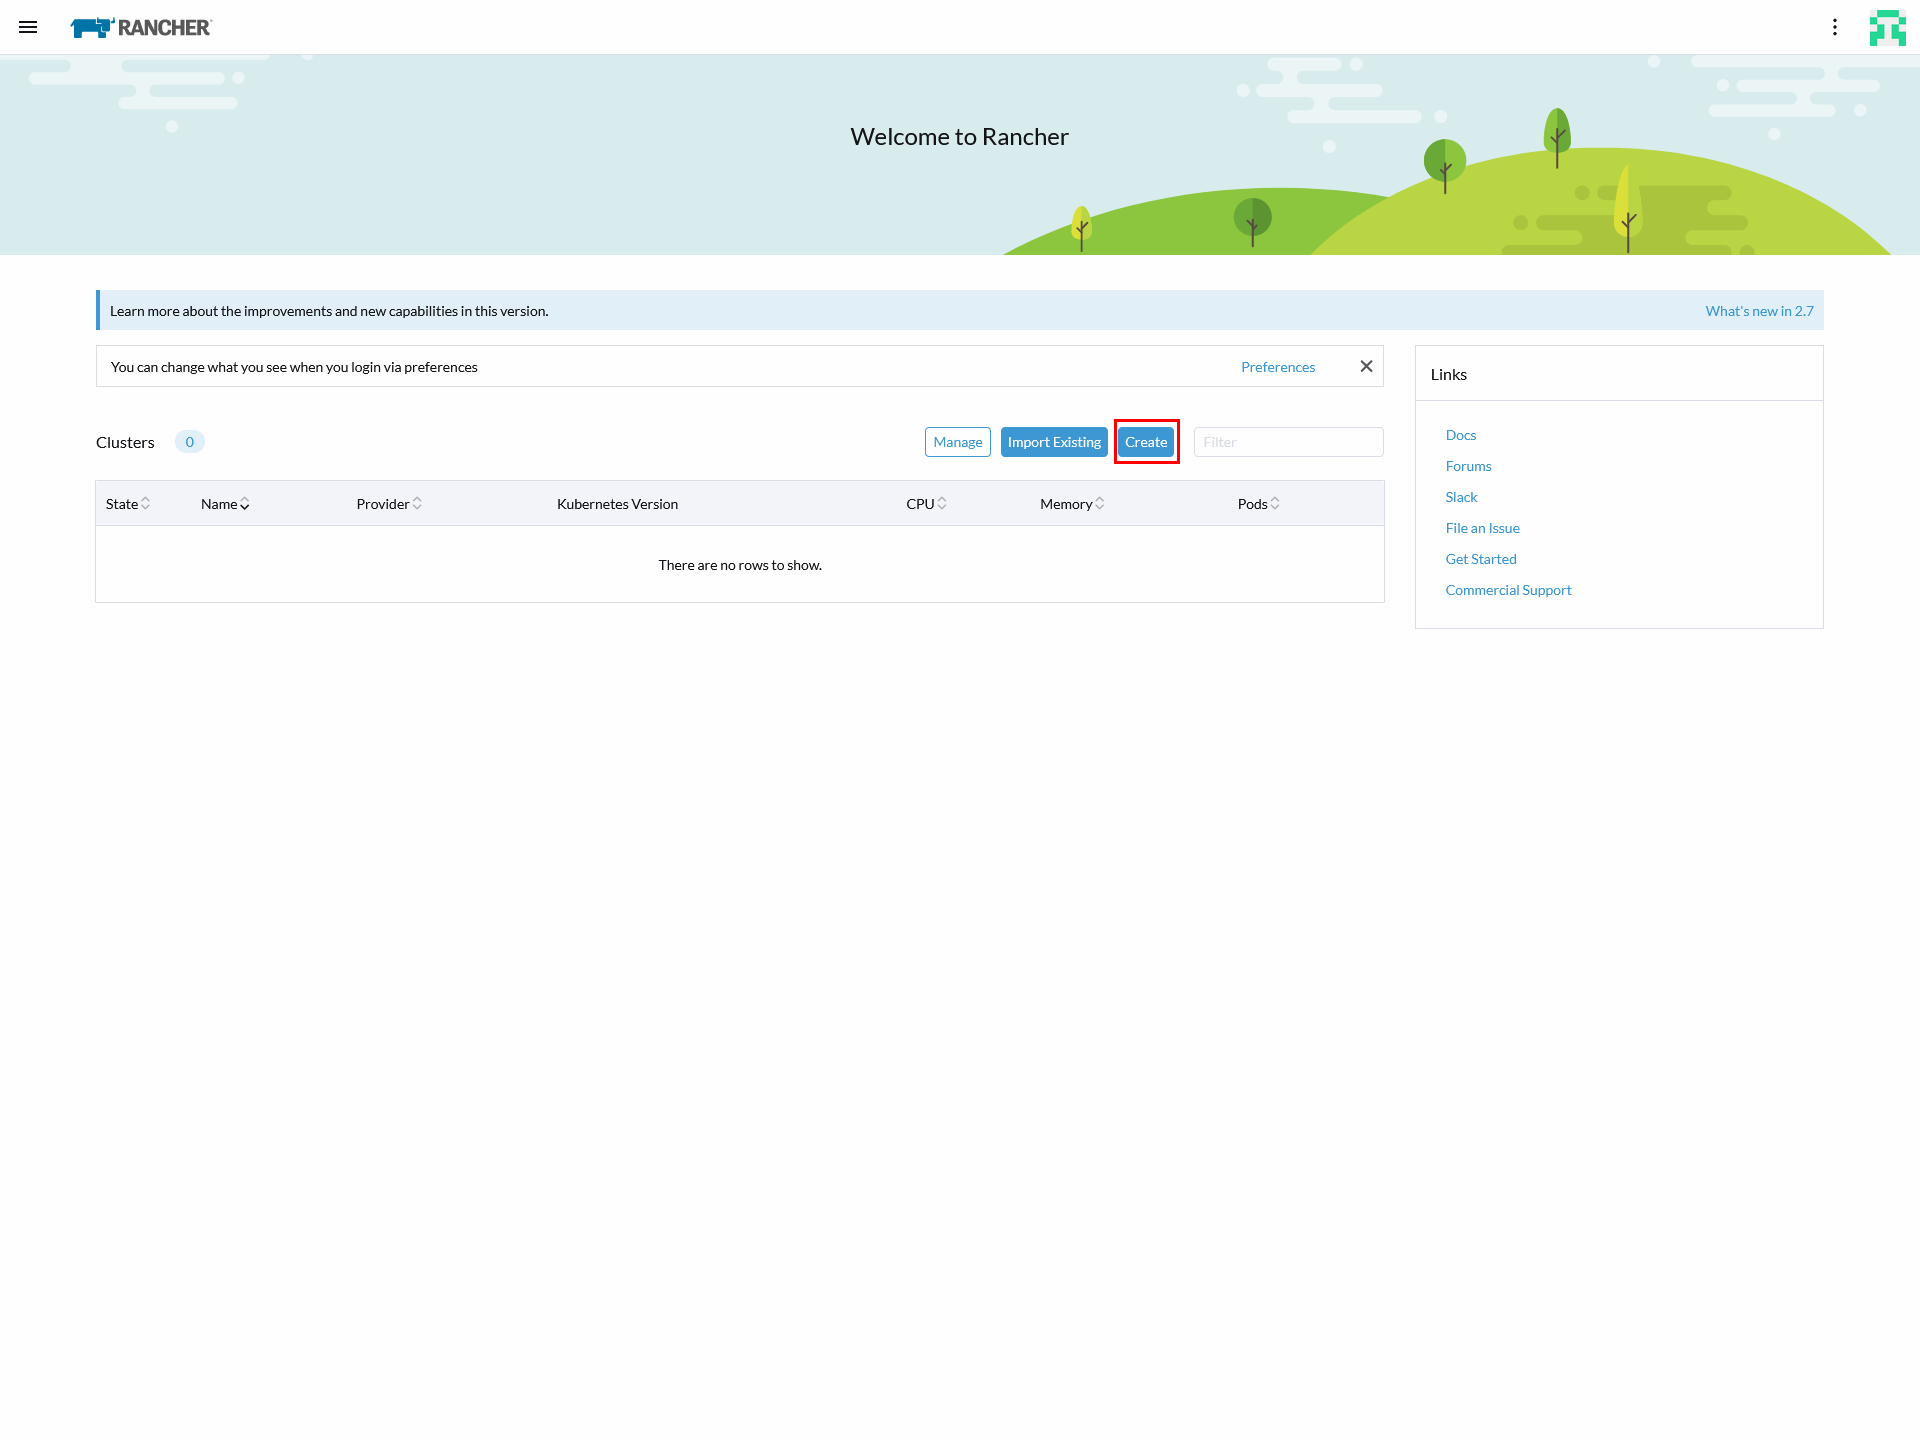 RANCHER
Welcome to Rancher
Learn more about the improvements and new capabilities in this version.
What's new in 2.7
You can change what you see when you login via preferences
Preferences
Clusters 0
Manage
Import Existing
Create
Filter
State Name Provider Kubernetes Version CPU Memory Pods
There are no rows to show.
Links
Docs
Forums
Slack
File an Issue
Get Started
Commercial Support